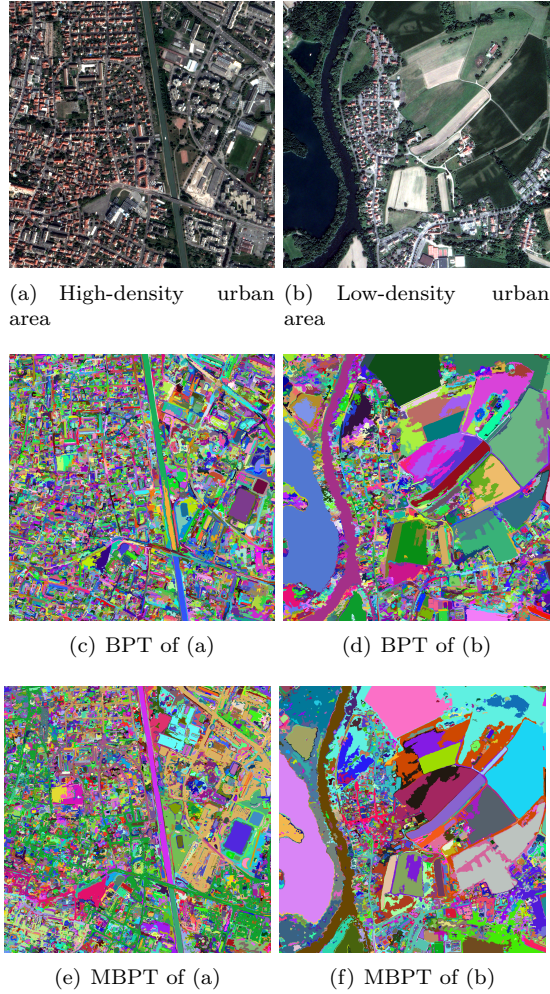 (a) High-density urban area
(b) Low-density urban area
(c) BPT of (a)
(d) BPT of (b)
(e) MBPT of (a)
(f) MBPT of (b)